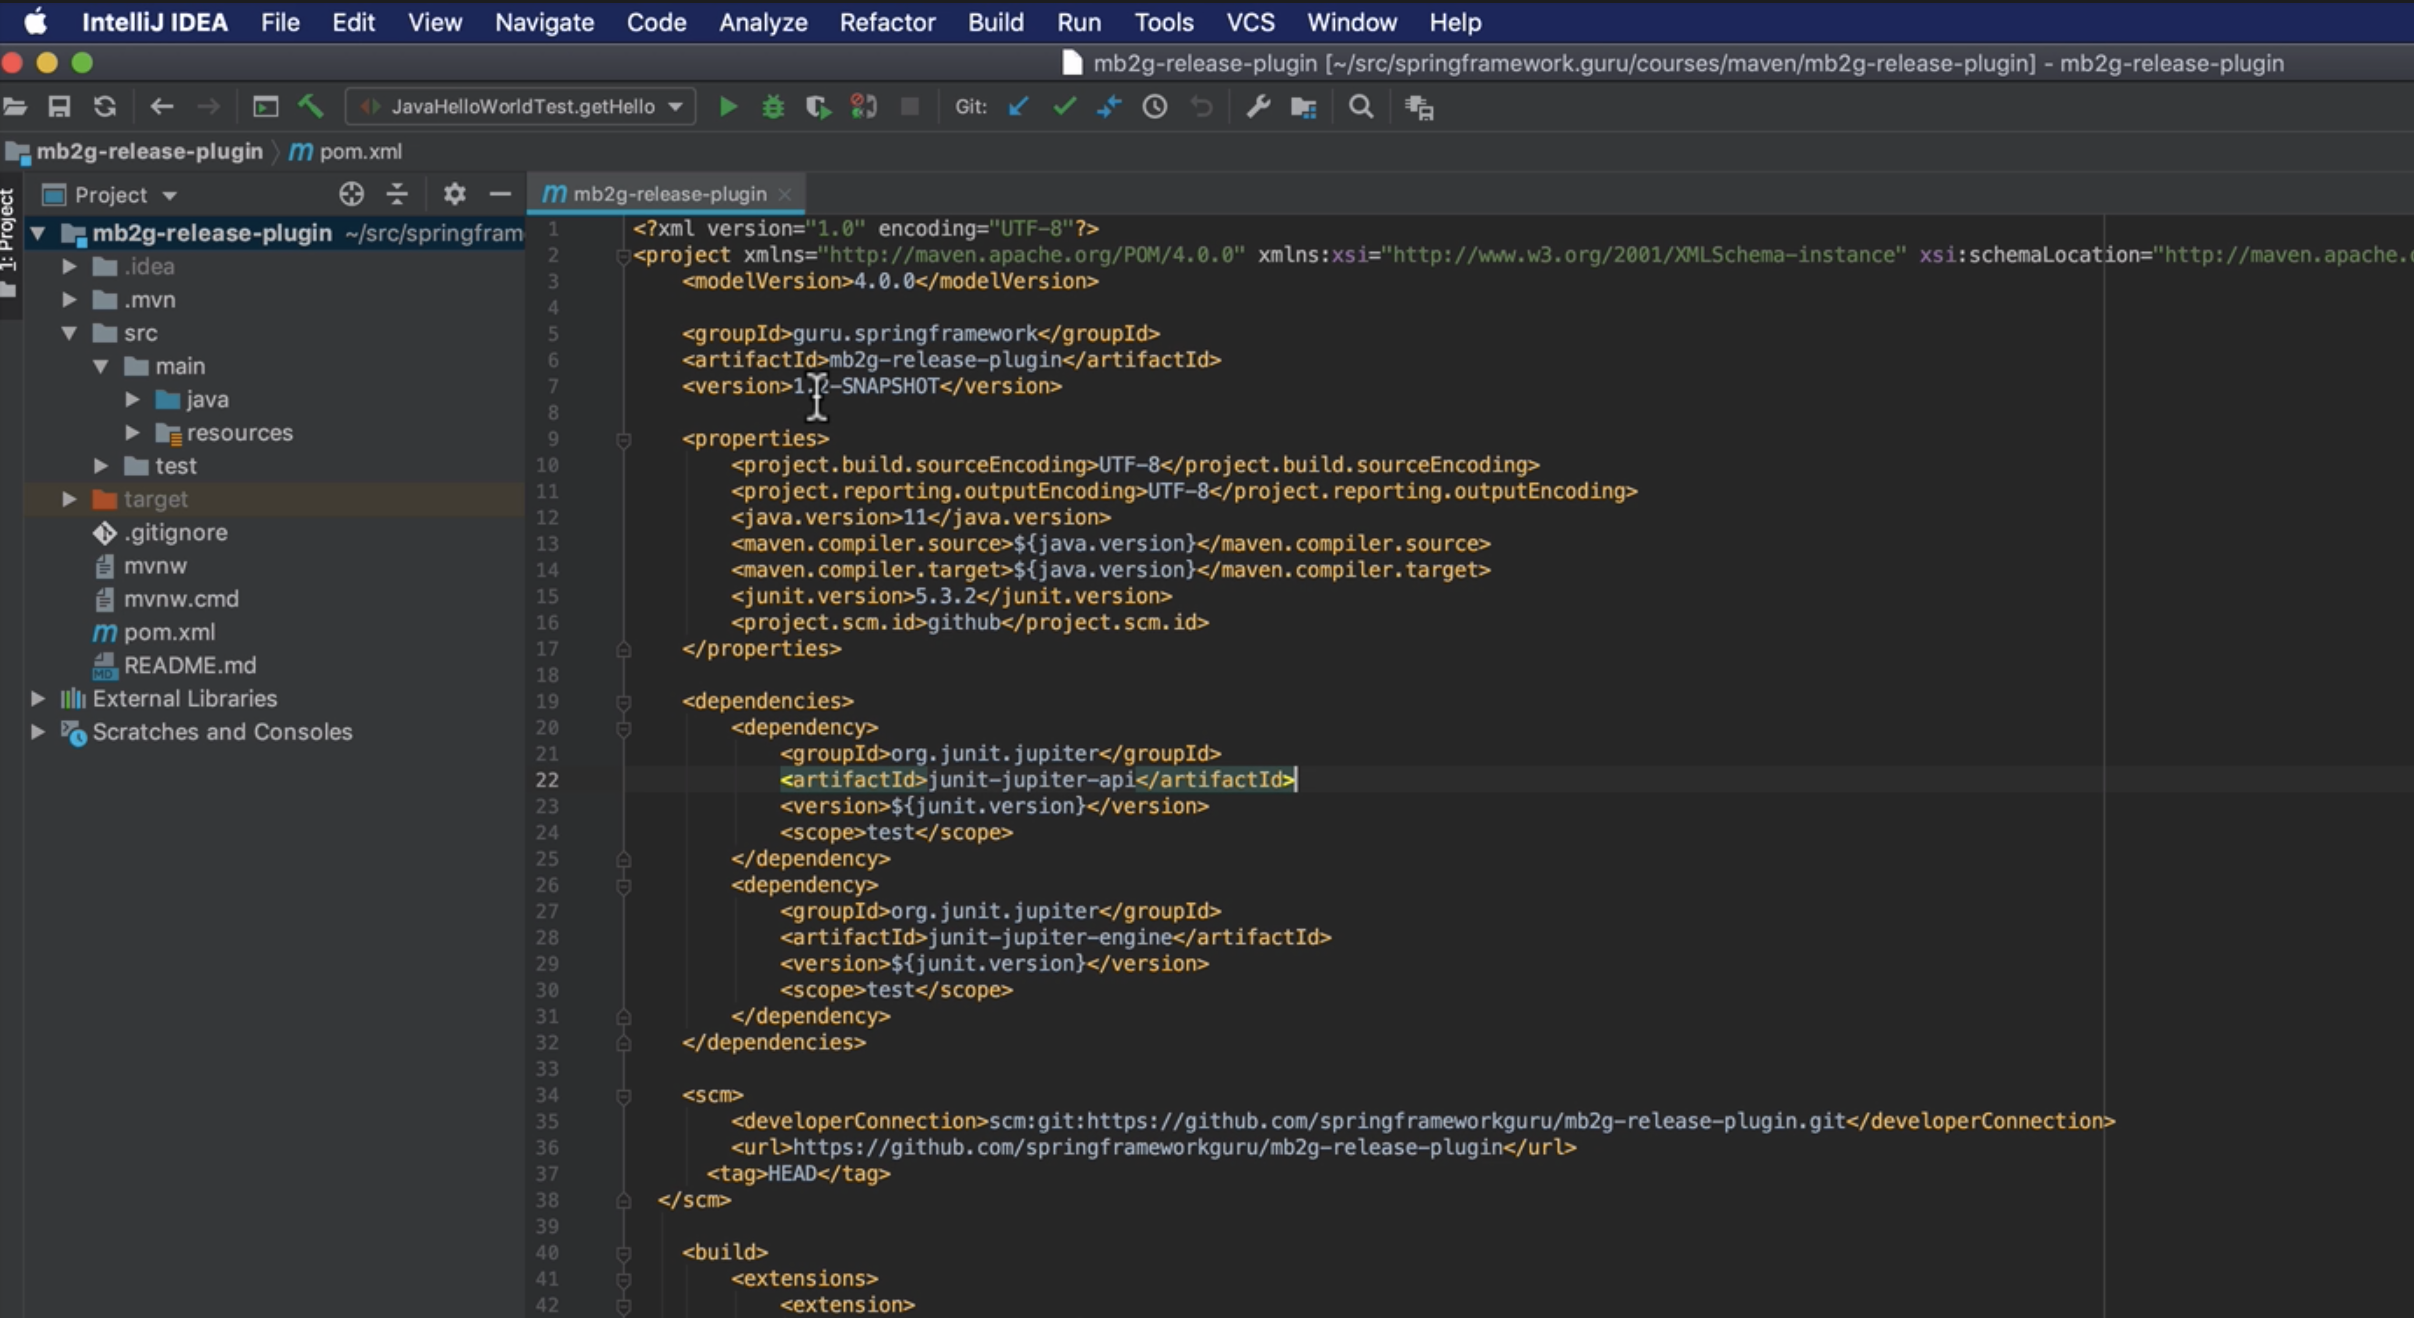 IntelliJ IDEA File Edit View Navigate Code Analyze Refactor Build Run Tools VCS Window Help
mb2g-release-plugin [~/src/springframework.guru/courses/maven/mb2g-release-plugin] - mb2g-release-plugin
JavaHelloWorldTest.getHello Git:
mb2g-release-plugin pom.xml
1: Project
Project
mb2g-release-plugin ~/src/springfram
.idea
.mvn
src
main
java
resources
test
target
.gitignore
mvnw
mvnw.cmd
pom.xml
README.md
External Libraries
Scratches and Consoles
mb2g-release-plugin
1 <?xml version="1.0" encoding="UTF-8"?>
2 <project xmlns="http://maven.apache.org/POM/4.0.0" xmlns:xsi="http://www.w3.org/2001/XMLSchema-instance" xsi:schemaLocation="http://maven.apache.
3 <modelVersion>4.0.0</modelVersion>
4
5 <groupId>guru.springframework</groupId>
6 <artifactId>mb2g-release-plugin</artifactId>
7 <version>1.2-SNAPSHOT</version>
8
9 <properties>
10 <project.build.sourceEncoding>UTF-8</project.build.sourceEncoding>
11 <project.reporting.outputEncoding>UTF-8</project.reporting.outputEncoding>
12 <java.version>11</java.version>
13 <maven.compiler.source>${java.version}</maven.compiler.source>
14 <maven.compiler.target>${java.version}</maven.compiler.target>
15 <junit.version>5.3.2</junit.version>
16 <project.scm.id>github</project.scm.id>
17 </properties>
18
19 <dependencies>
20 <dependency>
21 <groupId>org.junit.jupiter</groupId>
22 <artifactId>junit-jupiter-api</artifactId>
23 <version>${junit.version}</version>
24 <scope>test</scope>
25 </dependency>
26 <dependency>
27 <groupId>org.junit.jupiter</groupId>
28 <artifactId>junit-jupiter-engine</artifactId>
29 <version>${junit.version}</version>
30 <scope>test</scope>
31 </dependency>
32 </dependencies>
33
34 <scm>
35 <developerConnection>scm:git:https://github.com/springframeworkguru/mb2g-release-plugin.git</developerConnection>
36 <url>https://github.com/springframeworkguru/mb2g-release-plugin</url>
37 <tag>HEAD</tag>
38 </scm>
39
40 <build>
41 <extensions>
42 <extension>